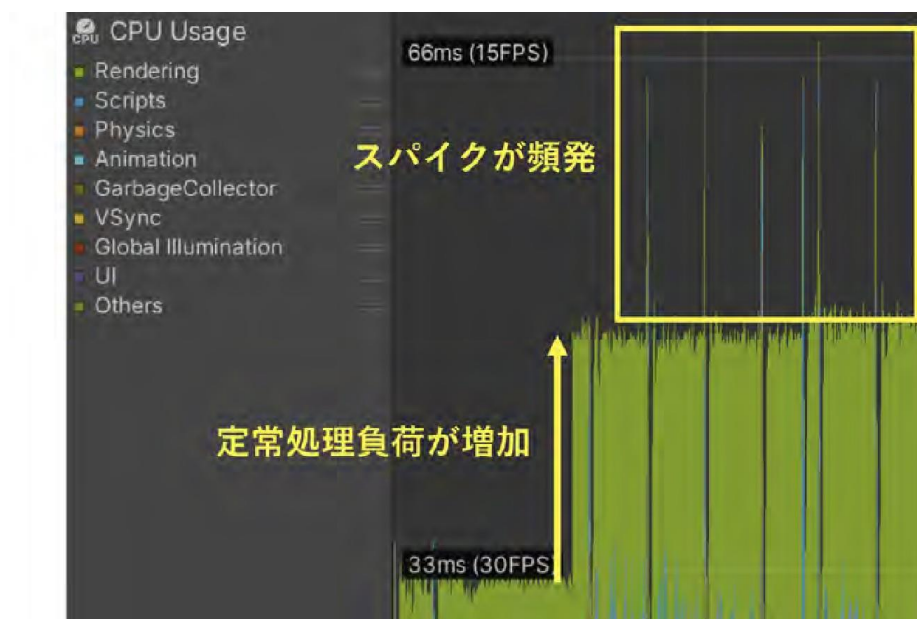 CPU Usage
CPU
Rendering
Scripts
Physics
Animation
GarbageCollector
VSync
Global Illumination
UI
Others
66ms (15FPS)
スパイクが頻発
定常処理負荷が増加
33ms (30FPS)